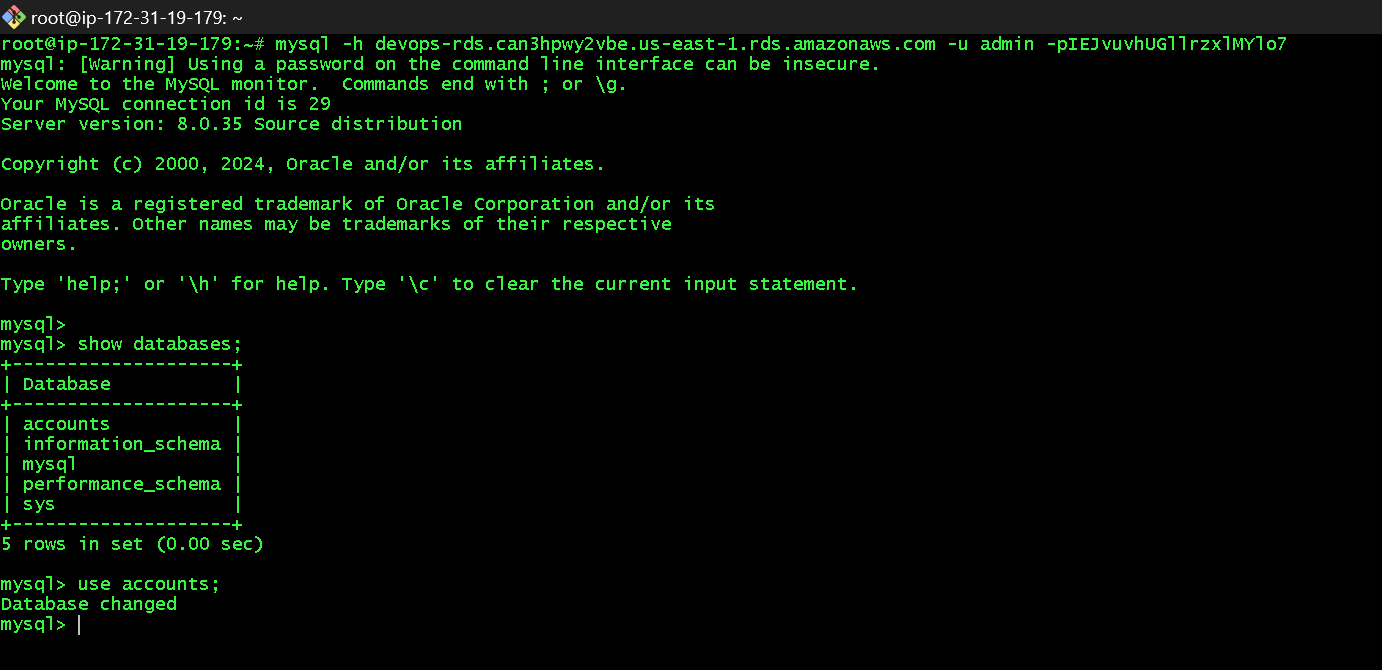 root@ip-172-31-19-179: ~
root@ip-172-31-19-179:~# mysql -h devops-rds.can3hpwy2vbe.us-east-1.rds.amazonaws.com -u admin -pIEJvuvhUGllrzxlMYlo7
mysql: [Warning] Using a password on the command line interface can be insecure.
Welcome to the MySQL monitor.  Commands end with ; or \g.
Your MySQL connection id is 29
Server version: 8.0.35 Source distribution

Copyright (c) 2000, 2024, Oracle and/or its affiliates.

Oracle is a registered trademark of Oracle Corporation and/or its
affiliates. Other names may be trademarks of their respective
owners.

Type 'help;' or '\h' for help. Type '\c' to clear the current input statement.

mysql>
mysql> show databases;
+--------------------+
| Database           |
+--------------------+
| accounts           |
| information_schema |
| mysql              |
| performance_schema |
| sys                |
+--------------------+
5 rows in set (0.00 sec)

mysql> use accounts;
Database changed
mysql>